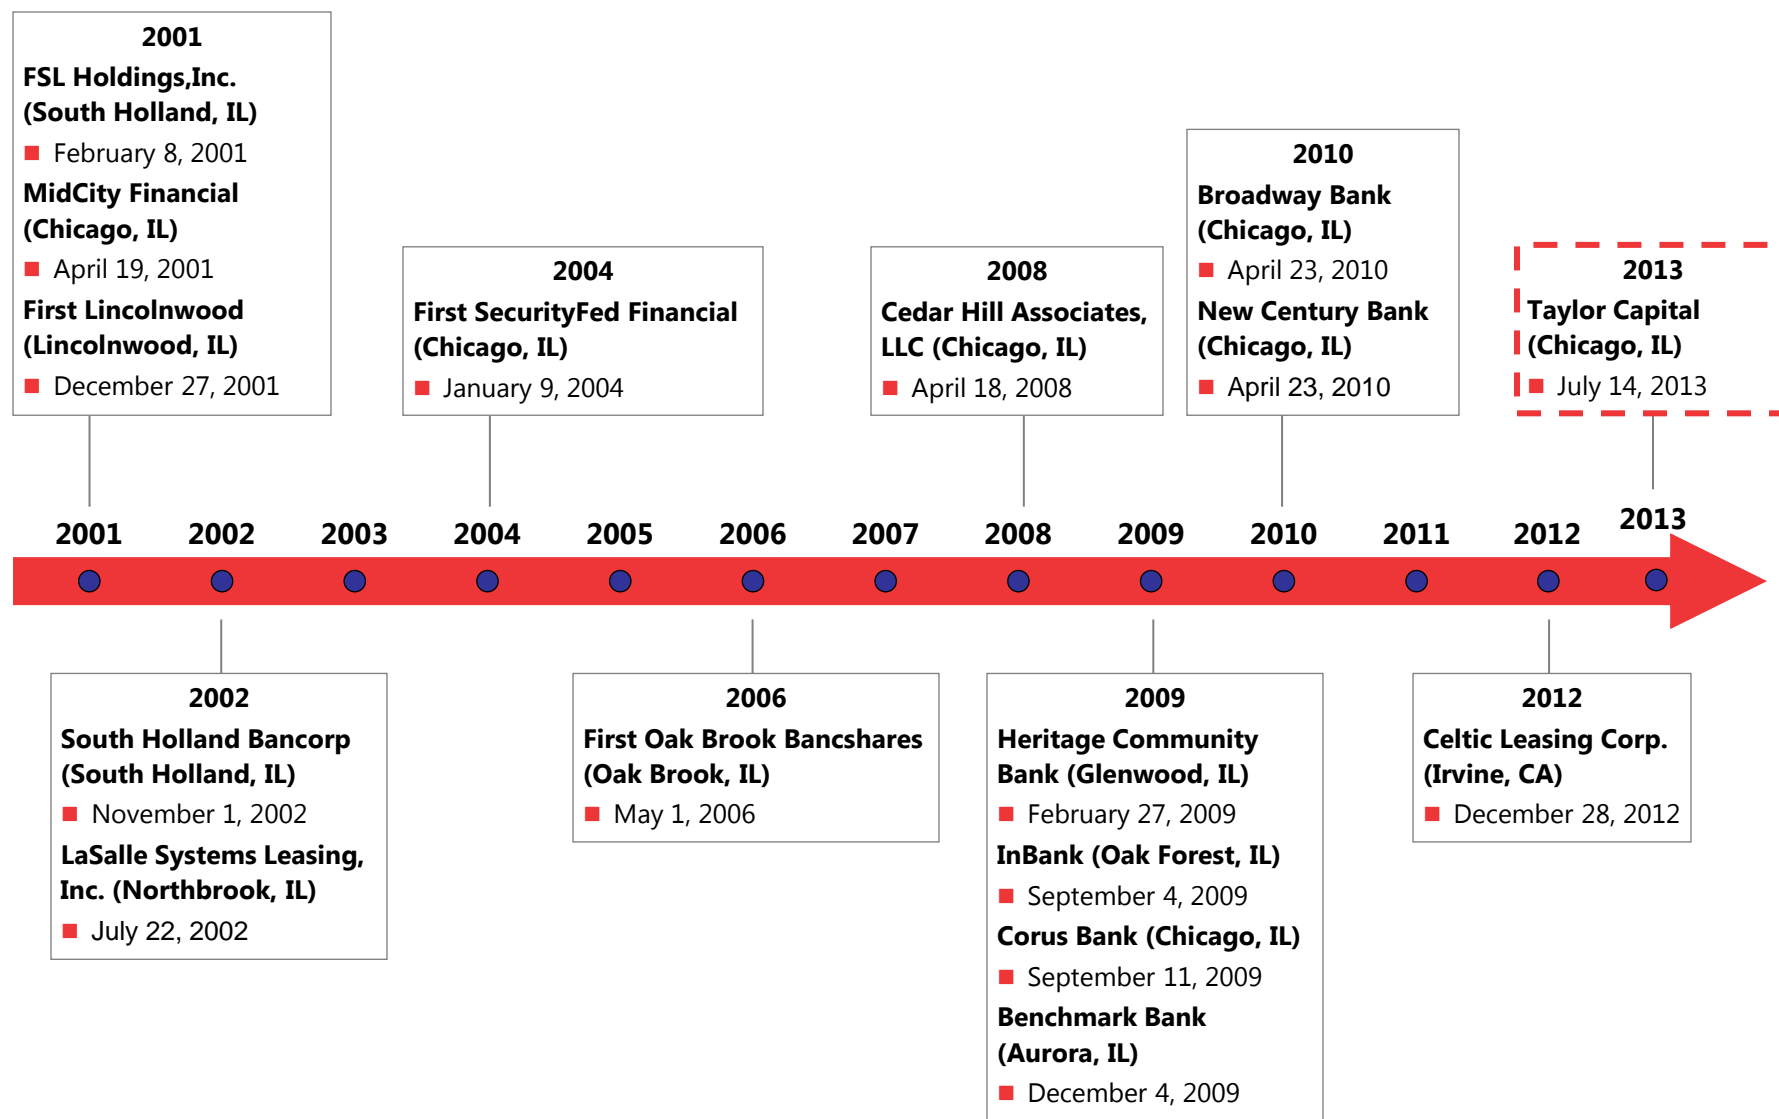 2001
FSL Holdings,Inc.
(South Holland, IL)
February 8, 2001
MidCity Financial
(Chicago, IL)
April 19, 2001
First Lincolnwood
(Lincolnwood, IL)
December 27, 2001
2004
First SecurityFed Financial
(Chicago, IL)
January 9, 2004
2008
Cedar Hill Associates,
LLC (Chicago, IL)
April 18, 2008
2010
Broadway Bank
(Chicago, IL)
April 23, 2010
New Century Bank
(Chicago, IL)
April 23, 2010
2013
Taylor Capital
(Chicago, IL)
July 14, 2013
2001 2002 2003 2004 2005 2006 2007 2008 2009 2010 2011 2012 2013
2002
South Holland Bancorp
(South Holland, IL)
November 1, 2002
LaSalle Systems Leasing,
Inc. (Northbrook, IL)
July 22, 2002
2006
First Oak Brook Bancshares
(Oak Brook, IL)
May 1, 2006
2009
Heritage Community
Bank (Glenwood, IL)
February 27, 2009
InBank (Oak Forest, IL)
September 4, 2009
Corus Bank (Chicago, IL)
September 11, 2009
Benchmark Bank
(Aurora, IL)
December 4, 2009
2012
Celtic Leasing Corp.
(Irvine, CA)
December 28, 2012